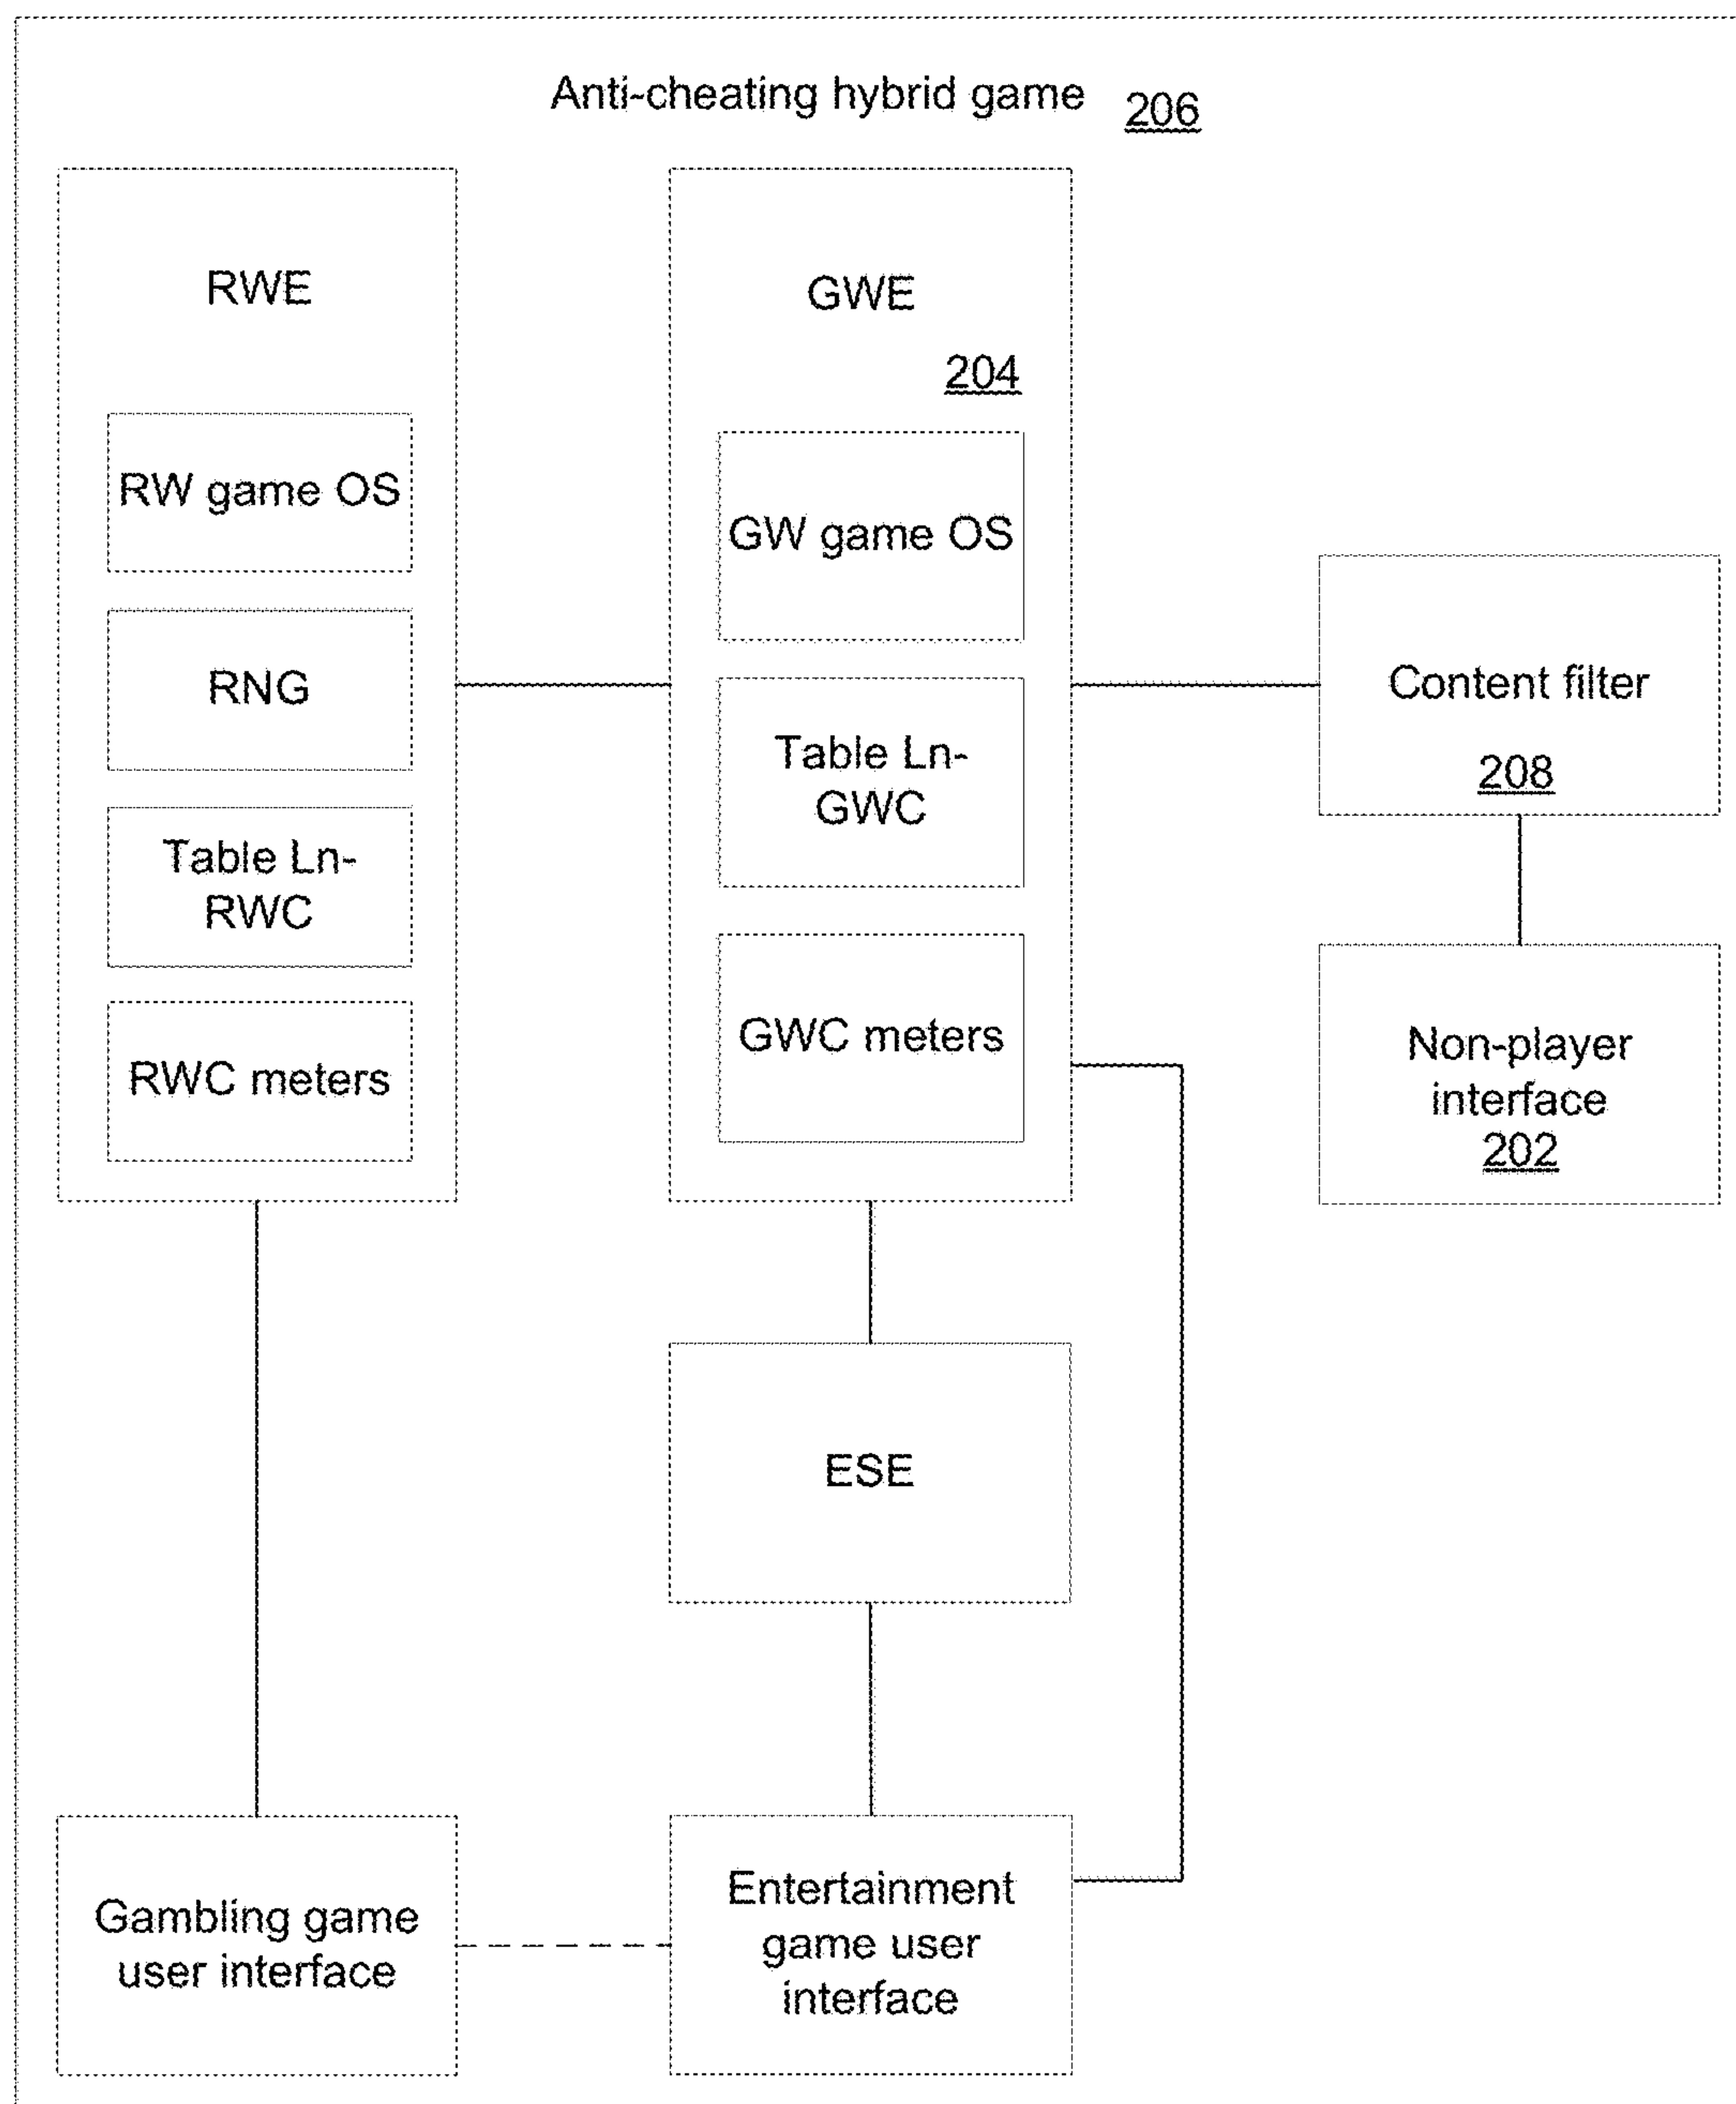 Anti-cheating hybrid game 206
RWE
RW game OS
RNG
Table Ln-
RWC
RWC meters
GWE
204
GW game OS
Table Ln-
GWC
GWC meters
Content filter
208
Non-player
interface
202
ESE
Gambling game
user interface
Entertainment
game user
interface